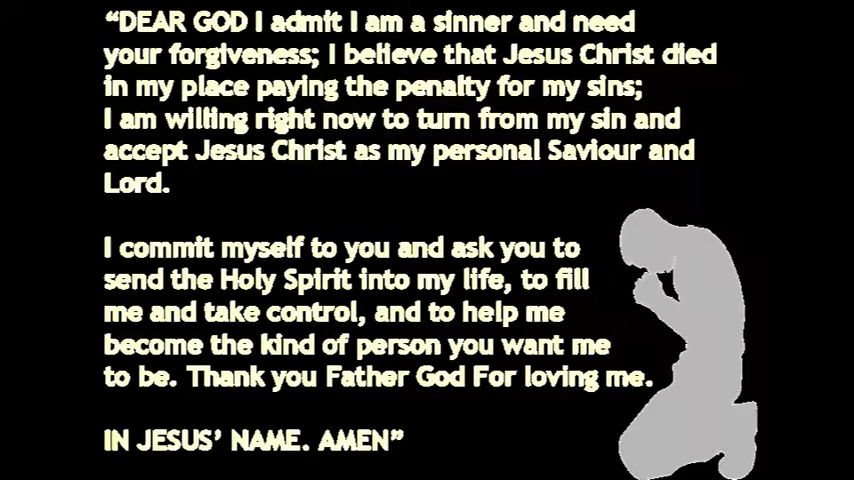 “DEAR GOD I admit I am a sinner and need
your forgiveness; I believe that Jesus Christ died
in my place paying the penalty for my sins;
I am willing right now to turn from my sin and
accept Jesus Christ as my personal Saviour and
Lord.
I commit myself to you and ask you to
send the Holy Spirit into my life, to fill
me and take control, and to help me
become the kind of person you want me
to be. Thank you Father God For loving me.
IN JESUS’ NAME. AMEN”